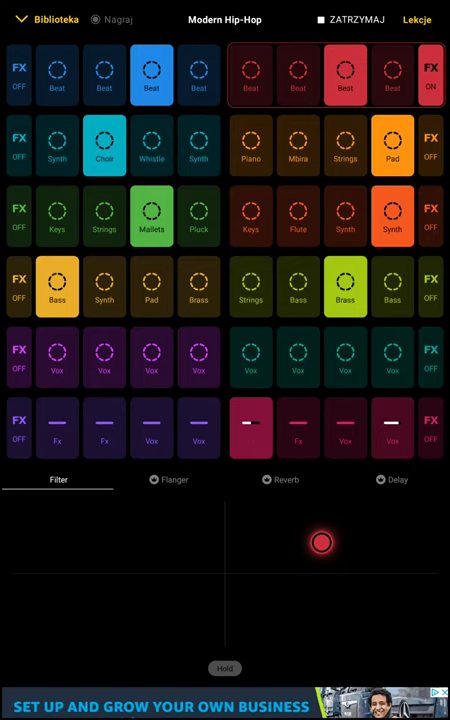 Biblioteka Nagraj Modern Hip-Hop ZATRZYMAJ Lekcje
FX OFF Beat Beat Beat Beat Beat Beat Beat Beat FX ON
FX OFF Synth Choir Whistle Synth Piano Mbira Strings Pad FX OFF
FX OFF Keys Strings Mallets Pluck Keys Flute Synth Synth FX OFF
FX OFF Bass Synth Pad Brass Strings Bass Brass Bass FX OFF
FX OFF Vox Vox Vox Vox Vox Vox Vox Vox FX OFF
FX OFF Fx Fx Vox Vox Fx Vox Vox FX OFF
Filter Flanger Reverb Delay
Hold
SET UP AND GROW YOUR OWN BUSINESS